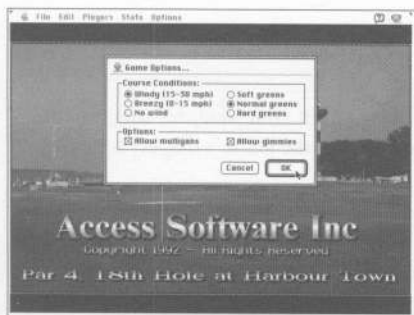 File Edit Players Stats Options
Game Options...
Course Conditions:
Windy (15-30 mph)
Soft greens
Breezy (0-15 mph)
Normal greens
No wind
Hard greens
Options:
Allow mulligans
Allow gimmies
Cancel
OK
Access Software Inc
Copyright 1992 - All Rights Reserved
Par 4, 18th Hole at Harbour Town